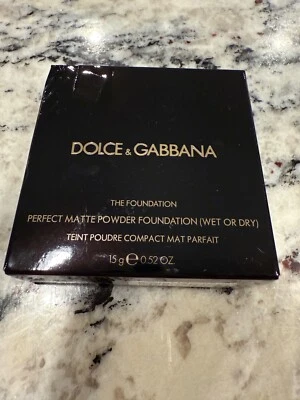 DOLCE & GABBANA
THE FOUNDATION
PERFECT MATTE POWDER FOUNDATION (WET OR DRY)
TEINT POUDRE COMPACT MAT PARFAIT
15 g ℮ 0.52 OZ.